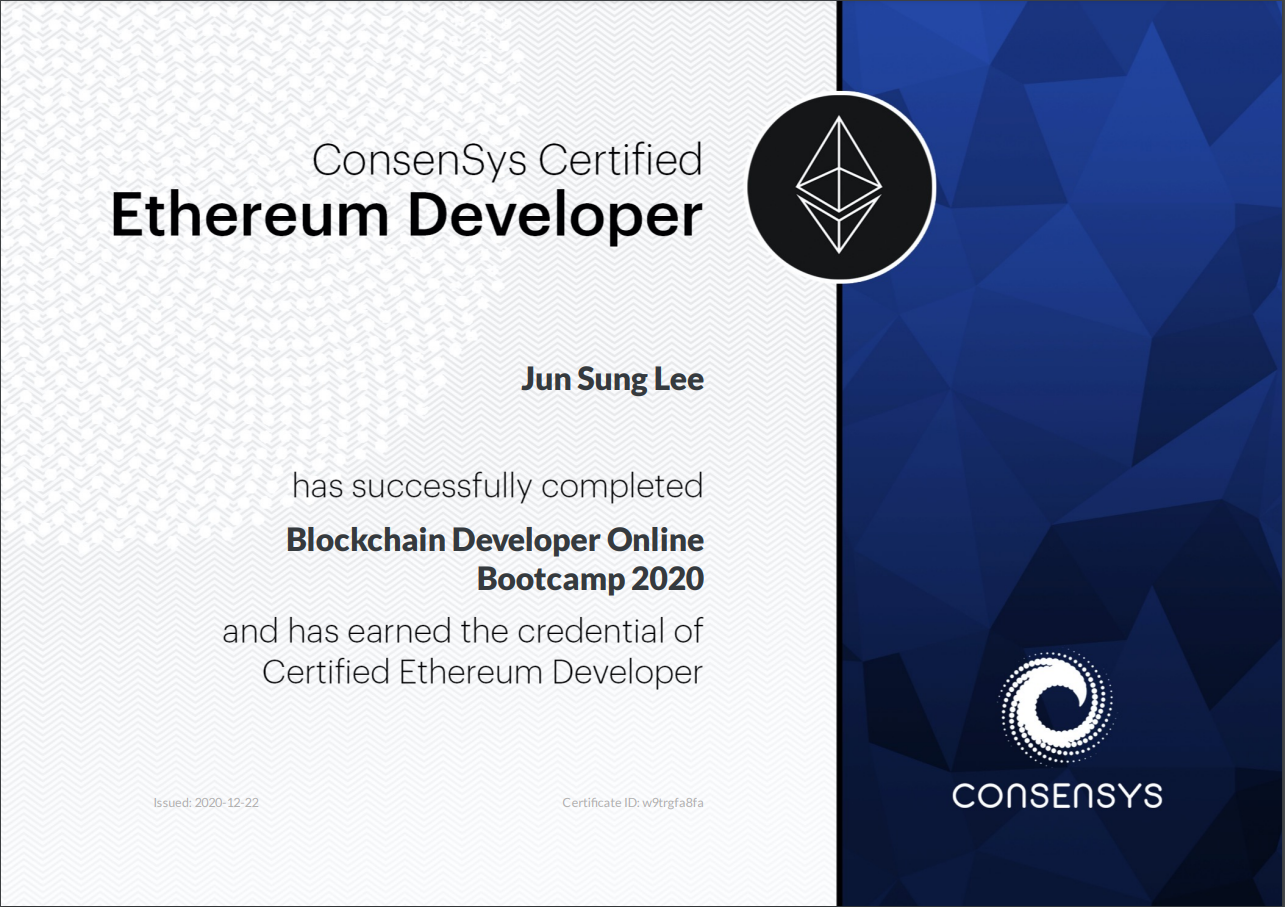 ConsenSys Certified
Ethereum Developer
Jun Sung Lee
has successfully completed
Blockchain Developer Online
Bootcamp 2020
and has earned the credential of
Certified Ethereum Developer
Issued: 2020-12-22
Certificate ID: w9trgfa8fa
CONSENSYS